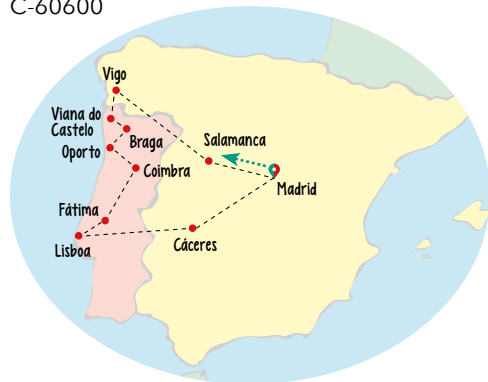 C-60600
Vigo
Viana do
Castelo
Braga
Oporto
Salamanca
Coimbra
Madrid
Fátima
Lisboa
Cáceres